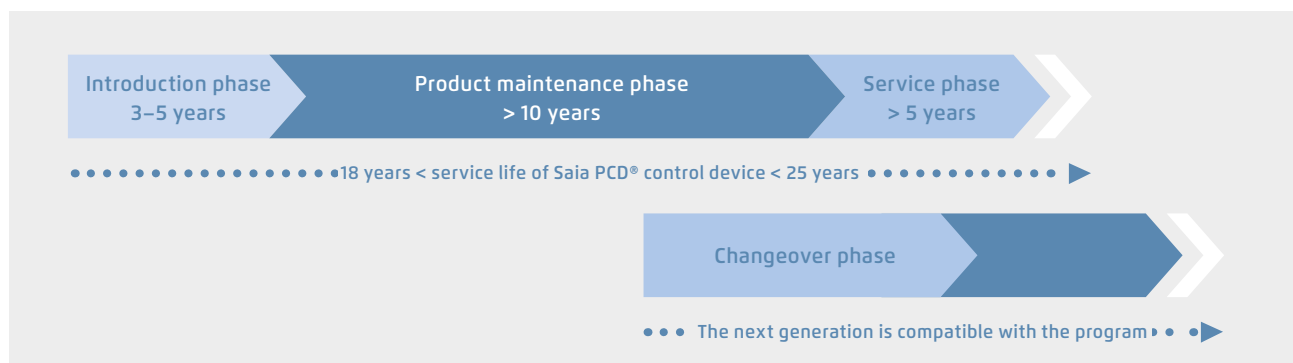 Introduction phase
3–5 years
Product maintenance phase
> 10 years
Service phase
> 5 years
18 years < service life of Saia PCD® control device < 25 years
Changeover phase
The next generation is compatible with the program